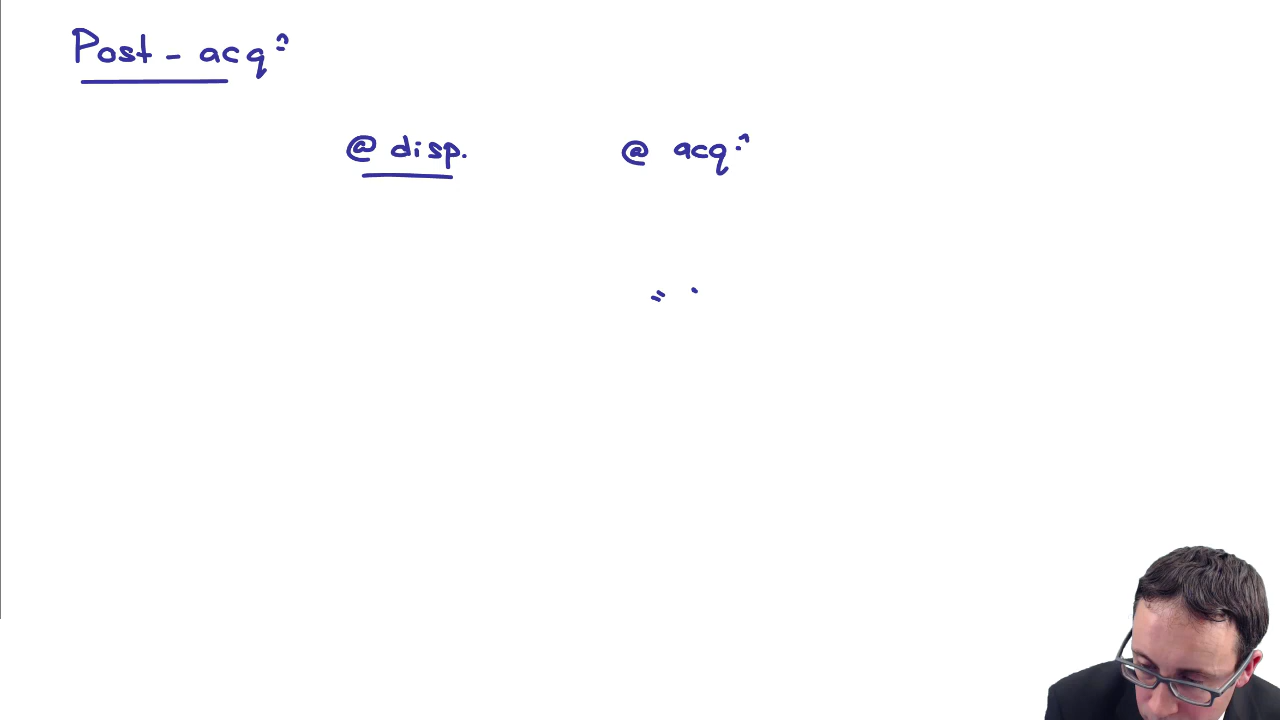 Post - acqⁿ
@ disp. @ acqⁿ